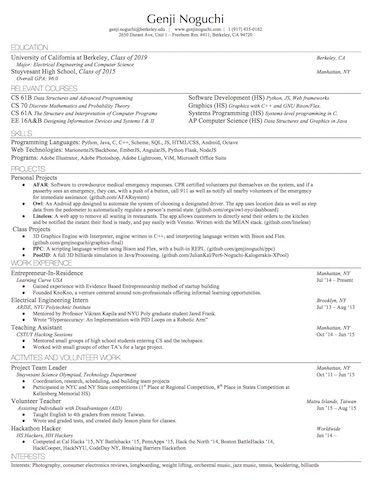 Genji Noguchi
genji.noguchi@berkeley.edu | www.genjinoguchi.com | 1 (917) 435-0182
2650 Durant Ave, Unit 1 – Freeborn Rm. #411, Berkeley, CA 94720
EDUCATION
University of California at Berkeley, Class of 2019 Berkeley, CA
Major: Electrical Engineering and Computer Science
Stuyvesant High School, Class of 2015 Manhattan, NY
Overall GPA: 96.0
RELEVANT COURSES
CS 61B Data Structures and Advanced Programming Software Development (HS) Python, JS, Web frameworks
CS 70 Discrete Mathematics and Probability Theory Graphics (HS) Graphics with C++ and GNU Bison/Flex.
CS 61A The Structure and Interpretation of Computer Programs Systems Programming (HS) Systems-level programming in C
EE 16A&B Designing Information Devices and Systems I & II AP Computer Science (HS) Data Structures and Graphics in Java
SKILLS
Programming Languages: Python, Java, C, C++, Scheme, SQL, JS, HTML/CSS, Android, Octave
Web Technologies: MarionetteJS/Backbone, EmberJS, AngularJS, Python Flask, NodeJS
Programs: Adobe Illustrator, Adobe Photoshop, Adobe Lightroom, ViM, Microsoft Office Suite
PROJECTS
Personal Projects
• AFAR: Software to crowdsource medical emergency responses. CPR certified volunteers put themselves on the system, and if a
passerby sees an emergency, they can, with a push of a button, call 911 as well as notify all nearby volunteers of the emergency
for immediate assistance. (github.com/AFARsystem)
• Owl: An Android app designed to automate the system of choosing a designated driver. The app uses location data as well as step
data from the pedometer to automatically regulate a person's mental state. (github.com/orgs/owl-nyo/dashboard)
• Lineless: A web app to remove all waiting in restaurants. The app allows customers to directly send their orders to the kitchen
and be notified the instant their food is ready, and pay easily with Venmo. Written with the MEAN stack. (github.com/lineless)
Class Projects
• 3D Graphics Engine with Interpreter, engine written in C++, and interpreting language written with Bison and Flex.
(github.com/genjinoguchi/graphics-final)
• PPC: A scripting language written using Bison and Flex, with a built-in REPL. (github.com/genjinoguchi/ppc)
• Pool3D: A full 3D billiards simulation in Java/Processing. (github.com/JulianKal/Per6-Noguchi-Kalogerakis-XPool)
WORK EXPERIENCE
Entrepreneur-In-Residence Manhattan, NY
Learning Curve USA Jul '14 – present
• Gained experience with Evidence Based Entrepreneurship method of startup building
• Founded KinoKino, a venture centered around non-professionals offering informal learning opportunities.
Electrical Engineering Intern Brooklyn, NY
ARISE, NYU Polytechnic Institute Jul '13 – Aug '13
• Mentored by Professor Vikram Kapila and NYU Poly graduate student Jared Frank.
• Wrote "Hyperaccuracy: An Implementation with PID Loops on a Robotic Arm"
Teaching Assistant Manhattan, NY
CSTUY Hacking Sessions Oct '14 – Jan '15
• Mentored small groups of high school students entering the CS and techspace.
• Worked with small groups of other TA's for a large project.
ACTIVITIES AND VOLUNTEER WORK
Project Team Leader Manhattan, NY
Stuyvesant Science Olympiad, Technology Department Oct '11 – Jan '15
• Coordination, research, scheduling, and building team projects
• Participated in NYC and NY State competitions (1st Place at Regional Competition, 8th Place in States Competition at
Kellenberg Memorial HS)
Volunteer Teacher Matsu Islands, Taiwan
Assisting Individuals with Disadvantages (AID) Jan '15 – Aug '15
• Taught English to 4th graders from remote Taiwan.
• Wrote and graded tests, and created daily lesson plans for classes.
Hackathon Hacker Worldwide
HS Hackers, HH Hackers Jan '14 –
• Competed at Cal Hacks '15, NY Battlehacks '15, PennApps '15, Hack the North '14, Boston Battlehacks '14,
HackCooper, HackNYU, CodeDay NY, Breaking Barriers Hackathon
INTERESTS
Interests: Photography, consumer electronics reviews, longboarding, weight lifting, orchestral music, jazz music, tennis, bouldering, billiards